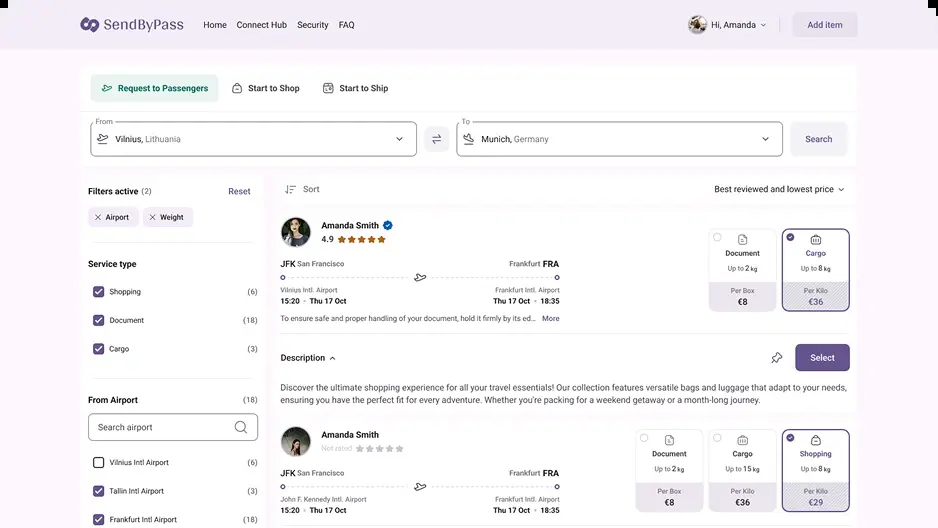 SendByPass Home Connect Hub Security FAQ Hi, Amanda Add item
Request to Passengers Start to Shop Start to Ship
From
Vilnius, Lithuania
To
Munich, Germany
Search
Filters active (2) Reset
Airport Weight
Service type
Shopping (6)
Document (18)
Cargo (3)
From Airport (18)
Search airport
Vilnius Intl Airport (6)
Tallin Intl Airport (3)
Frankfurt Intl Airport (18)
Sort Best reviewed and lowest price
Amanda Smith
4.9
JFK San Francisco Frankfurt FRA
Vilnius Intl. Airport Frankfurt Intl. Airport
15:20 • Thu 17 Oct Thu 17 Oct • 18:35
To ensure safe and proper handling of your document, hold it firmly by its ed... More
Document
Up to 2 kg
Per Box
€8
Cargo
Up to 8 kg
Per Kilo
€36
Description Select
Discover the ultimate shopping experience for all your travel essentials! Our collection features versatile bags and luggage that adapt to your needs,
ensuring you have the perfect fit for every adventure. Whether you're packing for a weekend getaway or a month-long journey.
Amanda Smith
Not rated
JFK San Francisco Frankfurt FRA
John F. Kennedy Intl. Airport Frankfurt Intl. Airport
15:20 • Thu 17 Oct Thu 17 Oct • 18:35
Document
Up to 2 kg
Per Box
€8
Cargo
Up to 15 kg
Per Kilo
€36
Shopping
Up to 8 kg
Per Kilo
€29